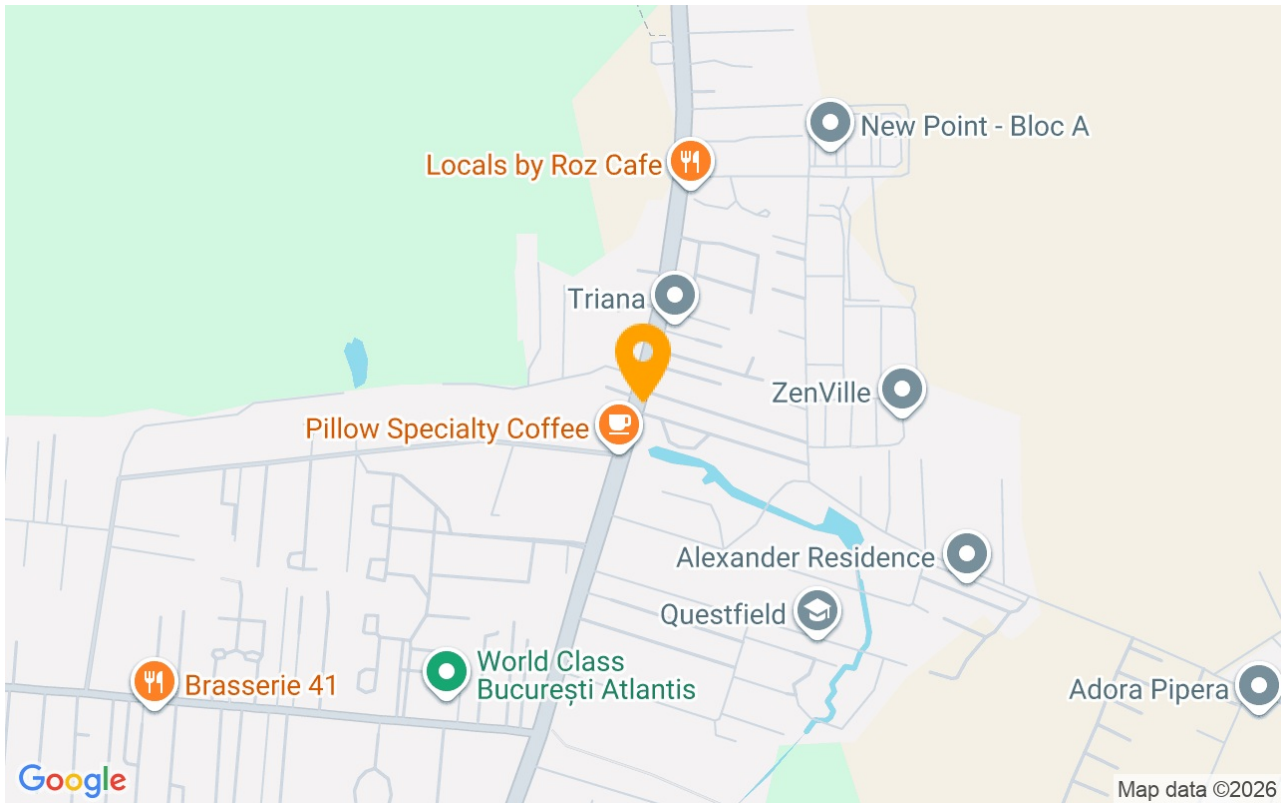 New Point - Bloc A
Locals by Roz Cafe
Triana
ZenVille
Pillow Specialty Coffee
Alexander Residence
Questfield
World Class
București Atlantis
Brasserie 41
Adora Pipera
Google
Map data ©2026